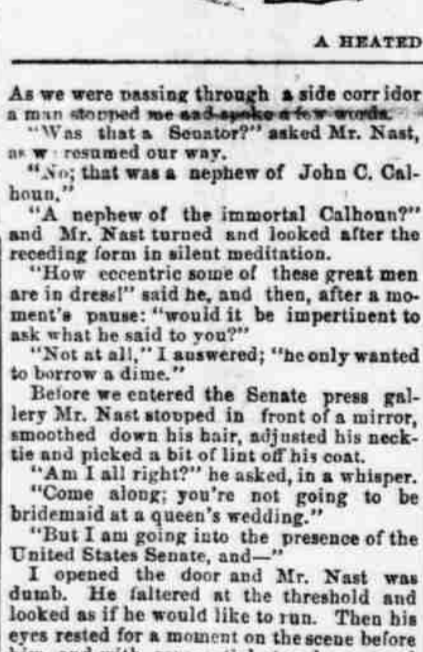 A HEATED
As we were passing through a side corridor
a man stopped me and spoke a few words.
"Was that a Senator?" asked Mr. Nast,
as w resumed our way.
"No; that was a nephew of John C. Cal-
houn."
"A nephew of the immortal Calhoun?"
and Mr. Nast turned and looked after the
receding form in silent meditation.
"How eccentric some of these great men
are in dress!" said he, and then, after a mo-
ment's pause: "would it be impertinent to
ask what he said to you?"
"Not at all," I answered; "he only wanted
to borrow a dime."
Before we entered the Senate press gal-
lery Mr. Nast stopped in front of a mirror,
smoothed down his hair, adjusted his neck-
tie and picked a bit of lint off his coat.
"Am I all right?" he asked, in a whisper.
"Come along; you're not going to be
bridemaid at a queen's wedding."
"But I am going into the presence of the
United States Senate, and—"
I opened the door and Mr. Nast was
dumb. He faltered at the threshold and
looked as if he would like to run. Then his
eyes rested for a moment on the scene before